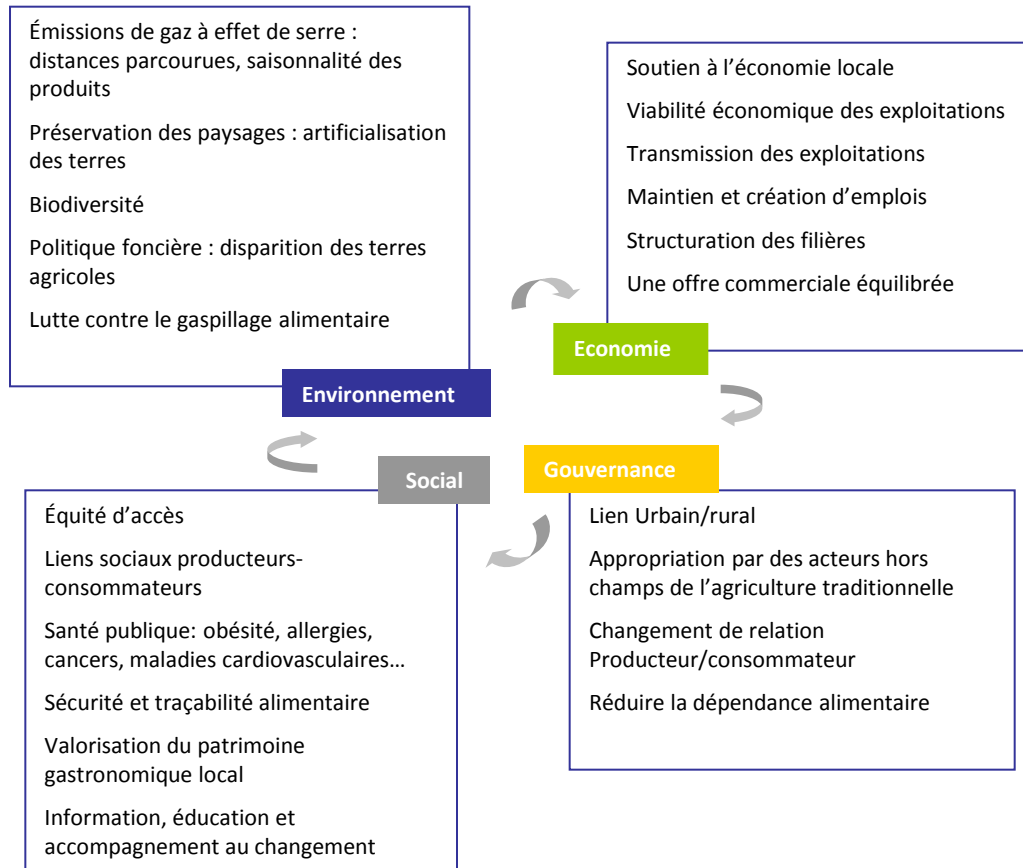 Émissions de gaz à effet de serre :
distances parcourues, saisonnalité des
produits
Préservation des paysages : artificialisation
des terres
Biodiversité
Politique foncière : disparition des terres
agricoles
Lutte contre le gaspillage alimentaire
Environnement
Soutien à l’économie locale
Viabilité économique des exploitations
Transmission des exploitations
Maintien et création d’emplois
Structuration des filières
Une offre commerciale équilibrée
Economie
Social
Équité d’accès
Liens sociaux producteurs-
consommateurs
Santé publique: obésité, allergies,
cancers, maladies cardiovasculaires…
Sécurité et traçabilité alimentaire
Valorisation du patrimoine
gastronomique local
Information, éducation et
accompagnement au changement
Gouvernance
Lien Urbain/rural
Appropriation par des acteurs hors
champs de l’agriculture traditionnelle
Changement de relation
Producteur/consommateur
Réduire la dépendance alimentaire